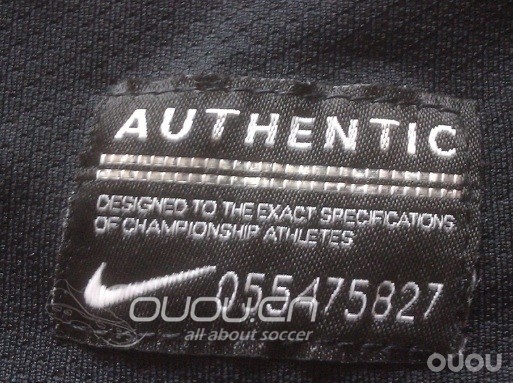 AUTHENTIC
DESIGNED TO THE EXACT SPECIFICATIONS
OF CHAMPIONSHIP ATHLETES
055475827
OUOU.CN
all about soccer
OUOU